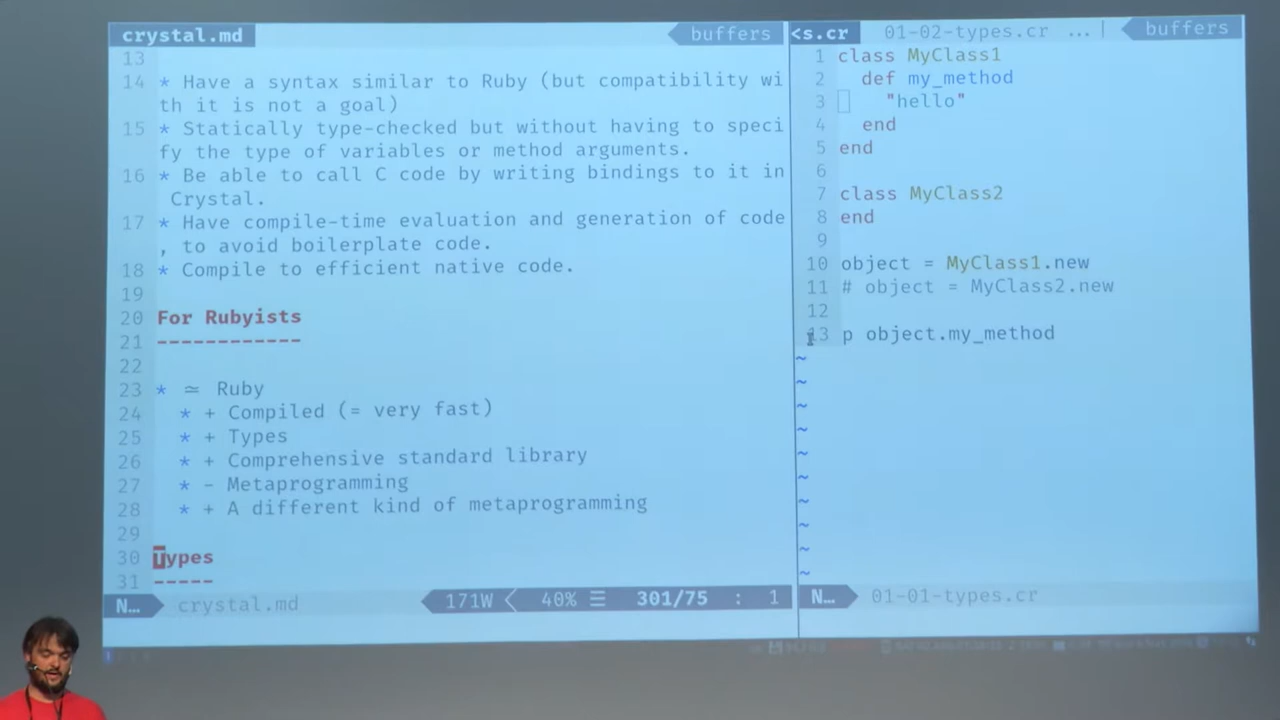 crystal.md
buffers
13
14 * Have a syntax similar to Ruby (but compatibility wi
th it is not a goal)
15 * Statically type-checked but without having to speci
fy the type of variables or method arguments.
16 * Be able to call C code by writing bindings to it in
Crystal.
17 * Have compile-time evaluation and generation of code
, to avoid boilerplate code.
18 * Compile to efficient native code.
19
20 For Rubyists
21 ------------
22
23 * ≃ Ruby
24 * + Compiled (= very fast)
25 * + Types
26 * + Comprehensive standard library
27 * - Metaprogramming
28 * + A different kind of metaprogramming
29
30 Types
31 -----
N... crystal.md 171W 40% ☰ 301/75 : 1
<s.cr 01-02-types.cr ... buffers
1 class MyClass1
2 def my_method
3 "hello"
4 end
5 end
6
7 class MyClass2
8 end
9
10 object = MyClass1.new
11 # object = MyClass2.new
12
13 p object.my_method
~
~
~
~
~
~
~
~
~
~
N... 01-01-types.cr